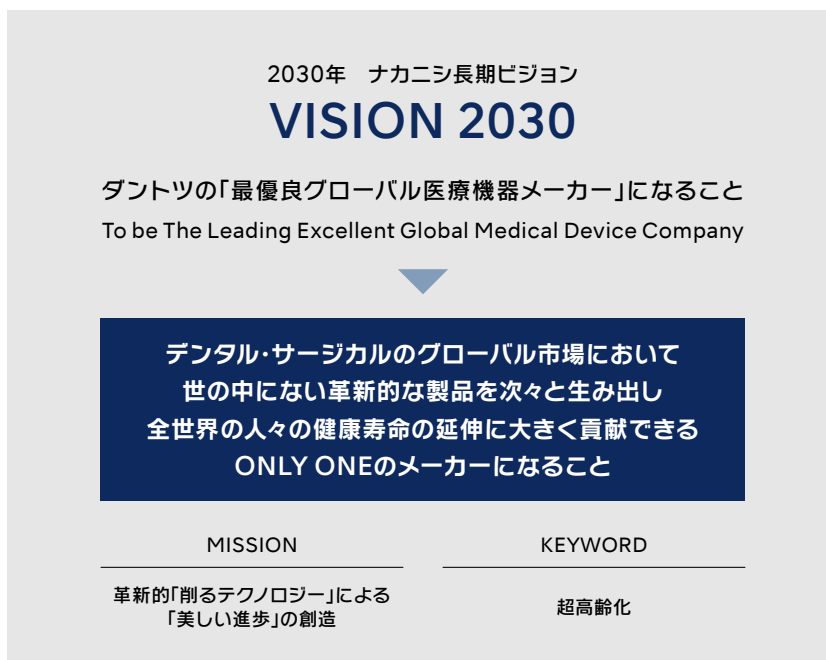 2030年　ナカニシ長期ビジョン
VISION 2030
ダントツの「最優良グローバル医療機器メーカー」になること
To be The Leading Excellent Global Medical Device Company
デンタル・サージカルのグローバル市場において
世の中にない革新的な製品を次々と生み出し
全世界の人々の健康寿命の延伸に大きく貢献できる
ONLY ONEのメーカーになること
MISSION
革新的「削るテクノロジー」による
「美しい進歩」の創造
KEYWORD
超高齢化